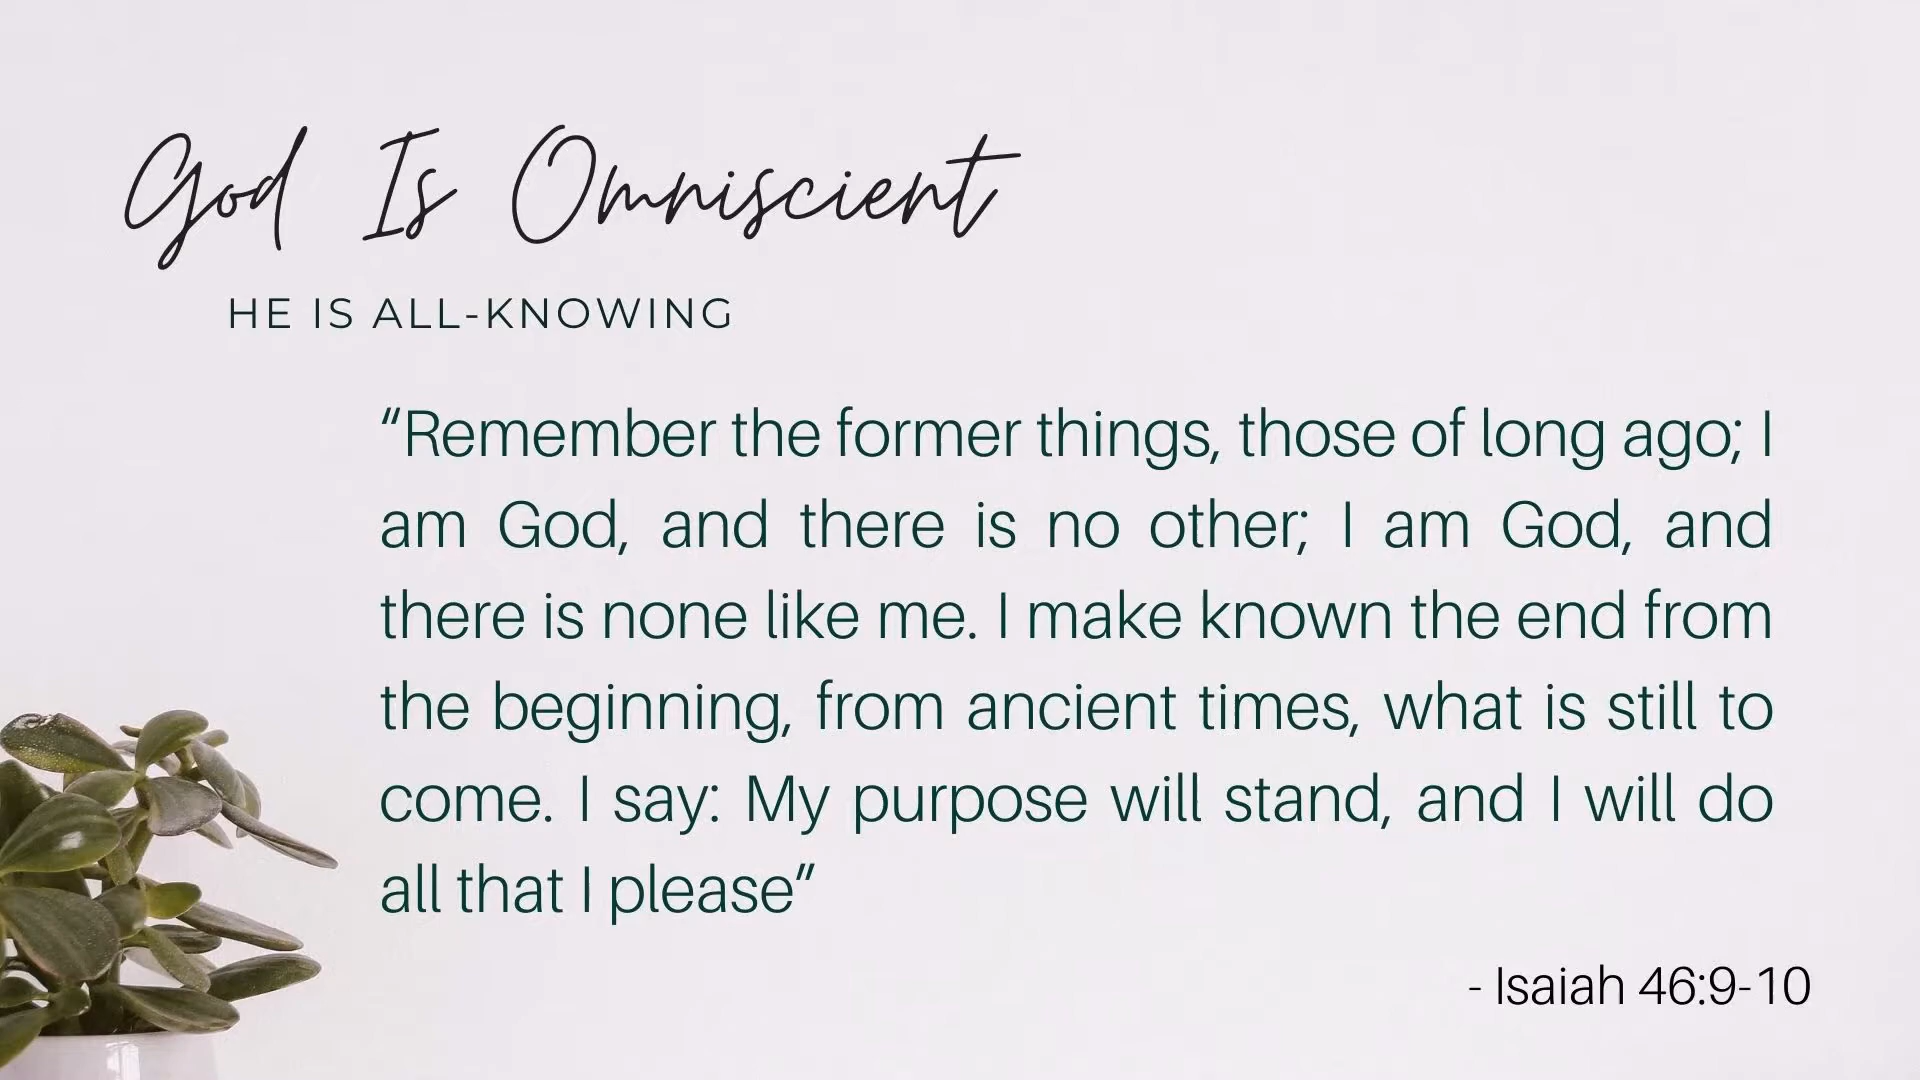 God Is Omniscient
HE IS ALL-KNOWING
“Remember the former things, those of long ago; I
am God, and there is no other; I am God, and
there is none like me. I make known the end from
the beginning, from ancient times, what is still to
come. I say: My purpose will stand, and I will do
all that I please”
- Isaiah 46:9-10